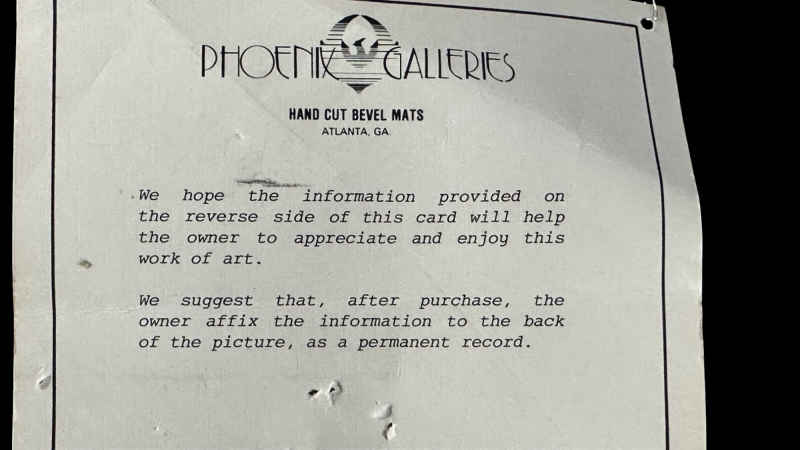 PHOENIX GALLERIES
HAND CUT BEVEL MATS
ATLANTA, GA.
We hope the information provided on
the reverse side of this card will help
the owner to appreciate and enjoy this
work of art.
We suggest that, after purchase, the
owner affix the information to the back
of the picture, as a permanent record.